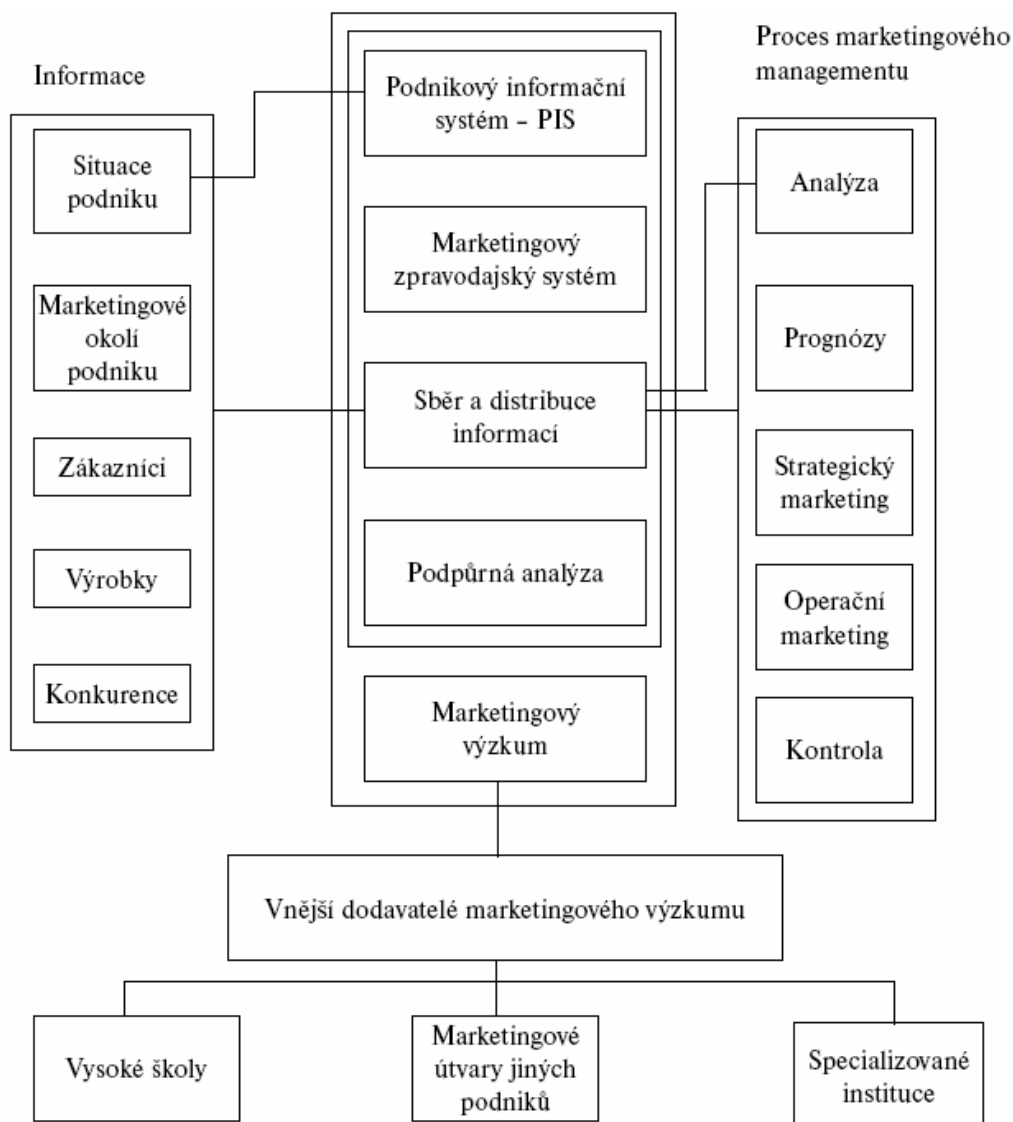 Informace
Situace
podniku
Marketingové
okolí
podniku
Zákazníci
Výrobky
Konkurence
Podnikový informační
systém – PIS
Marketingový
zpravodajský systém
Sběr a distribuce
informací
Podpůrná analýza
Marketingový
výzkum
Proces marketingového
managementu
Analýza
Prognózy
Strategický
marketing
Operační
marketing
Kontrola
Vnější dodavatelé marketingového výzkumu
Vysoké školy
Marketingové
útvary jiných
podniků
Specializované
instituce